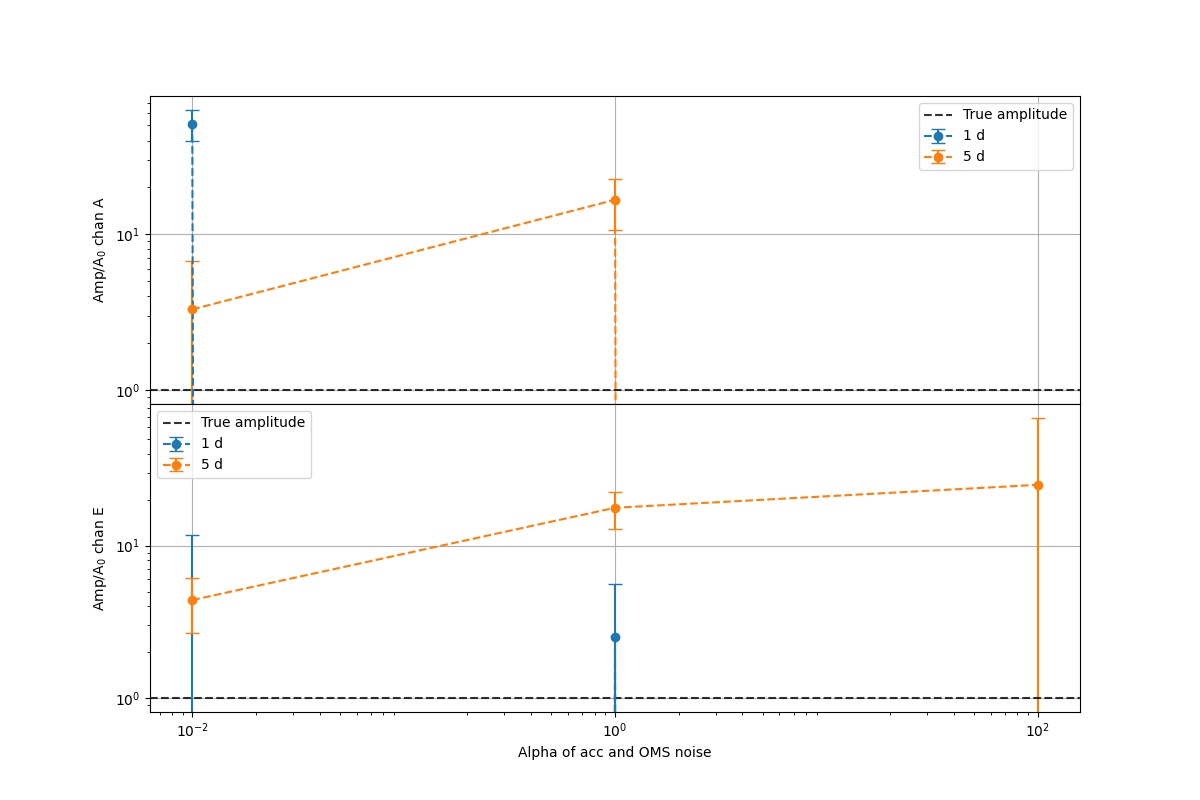 Amp/A₀ chan A
10¹
10⁰
True amplitude
1 d
5 d
Amp/A₀ chan E
10¹
10⁰
True amplitude
1 d
5 d
10⁻²
10⁰
10²
Alpha of acc and OMS noise